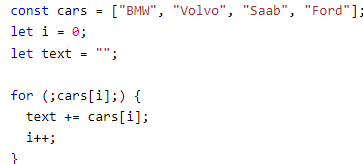 const cars = ["BMW", "Volvo", "Saab", "Ford"];
let i = 0;
let text = "";

for (;cars[i];) {
  text += cars[i];
  i++;
}